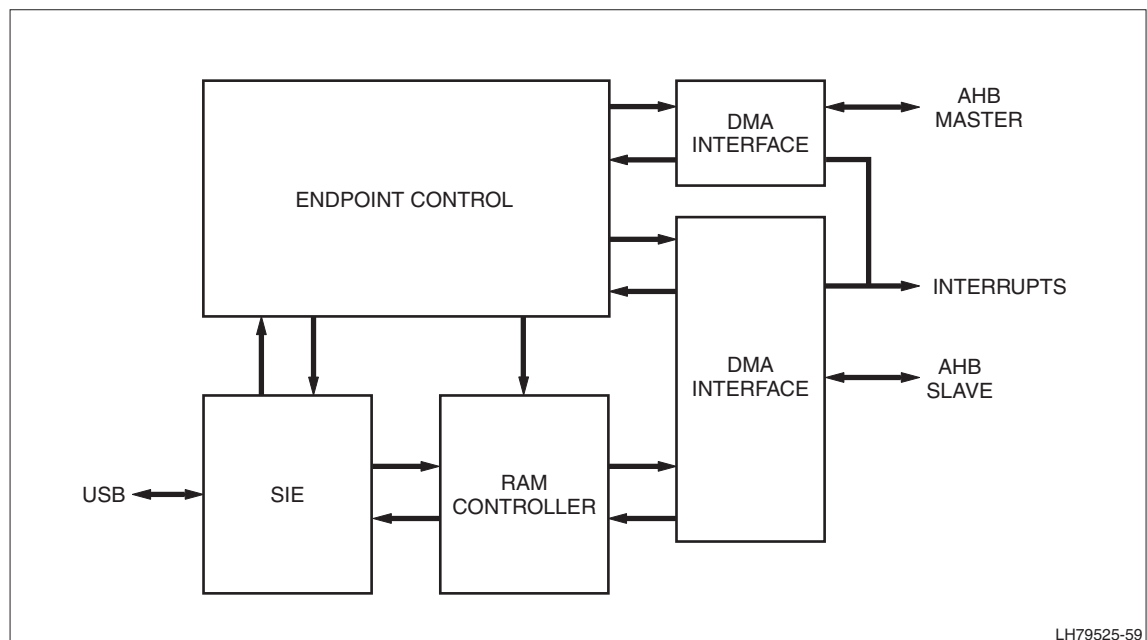 ENDPOINT CONTROL
DMA
INTERFACE
AHB
MASTER
INTERRUPTS
DMA
INTERFACE
AHB
SLAVE
USB
SIE
RAM
CONTROLLER
LH79525-59